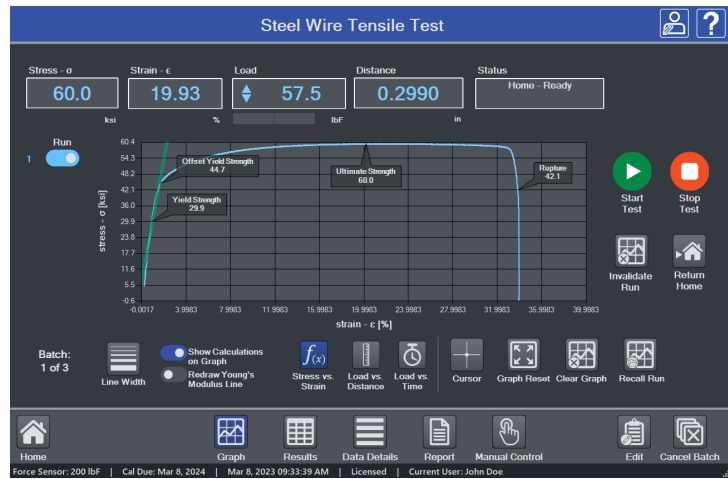 Steel Wire Tensile Test
?
Stress - σ
Strain - ϵ
Load
Distance
Status
60.0
19.93
57.5
0.2990
Home - Ready
ksi
%
lbF
in
Run
1
60.4
54.3
48.2
42.1
36.0
29.9
23.8
17.7
11.6
5.5
-0.6
stress - σ [ksi]
Offset Yield Strength
44.7
Yield Strength
29.9
Ultimate Strength
60.0
Rupture
42.1
-0.0017
3.9983
7.9983
11.9983
15.9983
19.9983
23.9983
27.9983
31.9983
35.9983
39.9983
strain - ε [%]
Start
Test
Stop
Test
Invalidate
Run
Return
Home
Batch:
1 of 3
Line Width
Show Calculations
on Graph
Redraw Young's
Modulus Line
f(x)
Stress vs.
Strain
Load vs.
Distance
Load vs.
Time
Cursor
Graph Reset
Clear Graph
Recall Run
Home
Graph
Results
Data Details
Report
Manual Control
Edit
Cancel Batch
Force Sensor: 200 lbF | Cal Due: Mar 8, 2024 | Mar 8, 2023 09:33:39 AM | Licensed | Current User: John Doe